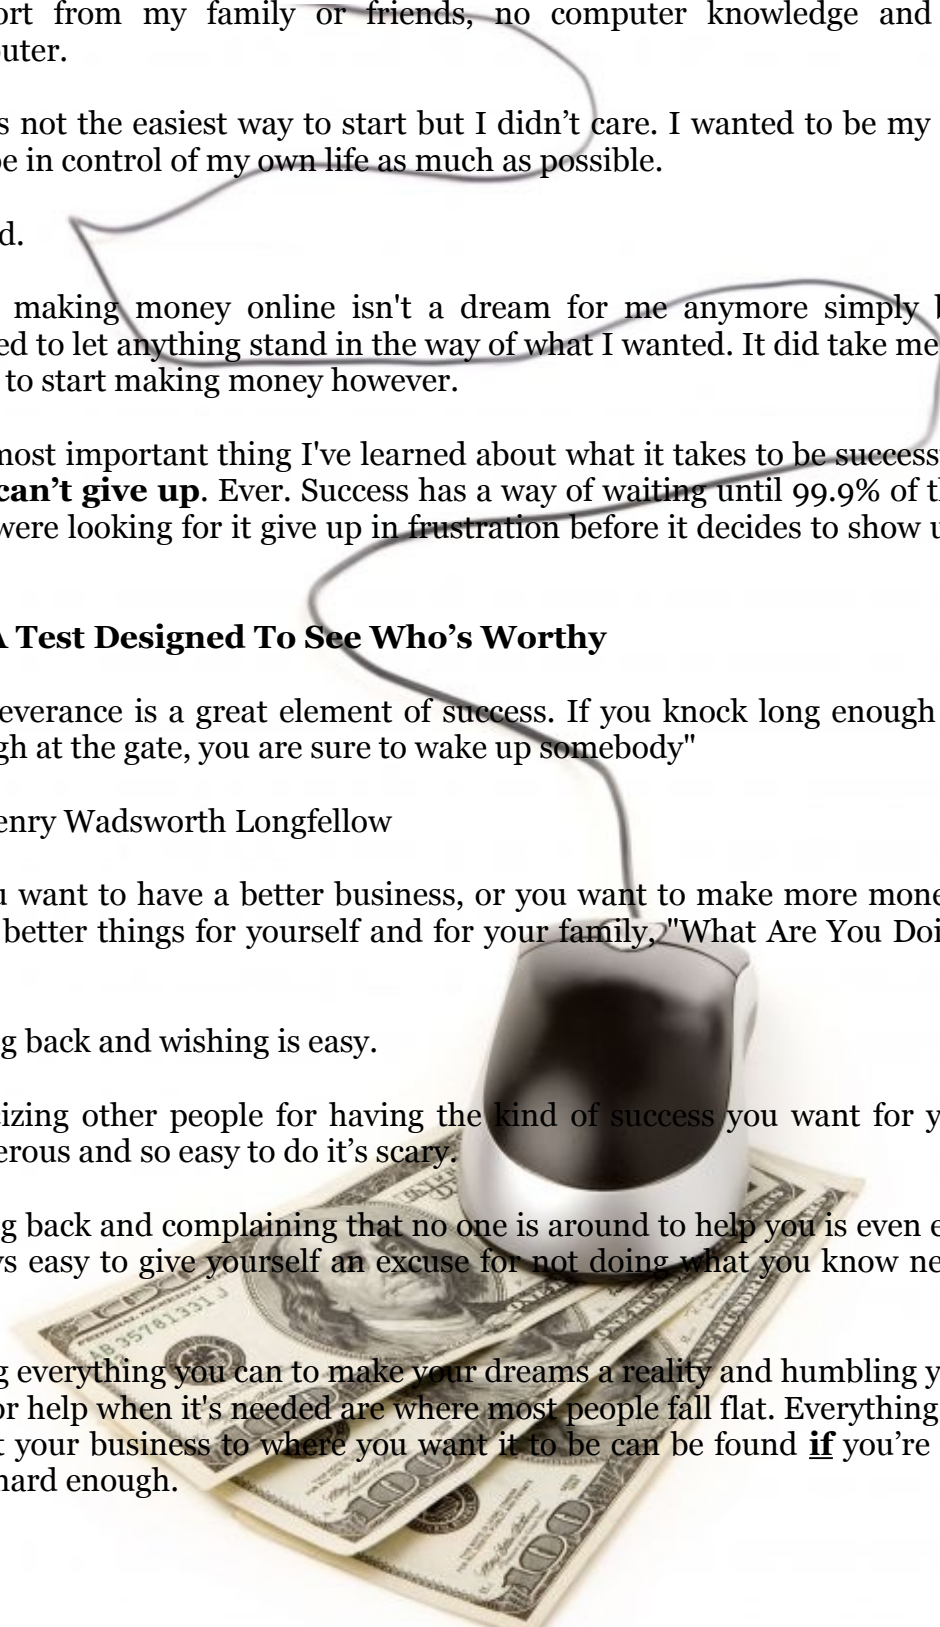 ort from my family or friends, no computer knowledge and
uter.
s not the easiest way to start but I didn’t care. I wanted to be my
be in control of my own life as much as possible.
d.
making money online isn't a dream for me anymore simply b
ed to let anything stand in the way of what I wanted. It did take me
to start making money however.
most important thing I've learned about what it takes to be success
can’t give up. Ever. Success has a way of waiting until 99.9% of th
were looking for it give up in frustration before it decides to show u
A Test Designed To See Who’s Worthy
everance is a great element of success. If you knock long enough
gh at the gate, you are sure to wake up somebody"
enry Wadsworth Longfellow
u want to have a better business, or you want to make more mone
better things for yourself and for your family, "What Are You Doi
g back and wishing is easy.
cizing other people for having the kind of success you want for y
erous and so easy to do it’s scary.
g back and complaining that no one is around to help you is even e
ys easy to give yourself an excuse for not doing what you know ne
g everything you can to make your dreams a reality and humbling y
or help when it's needed are where most people fall flat. Everything
t your business to where you want it to be can be found if you’re
hard enough.
AB35781331J
100
100
100